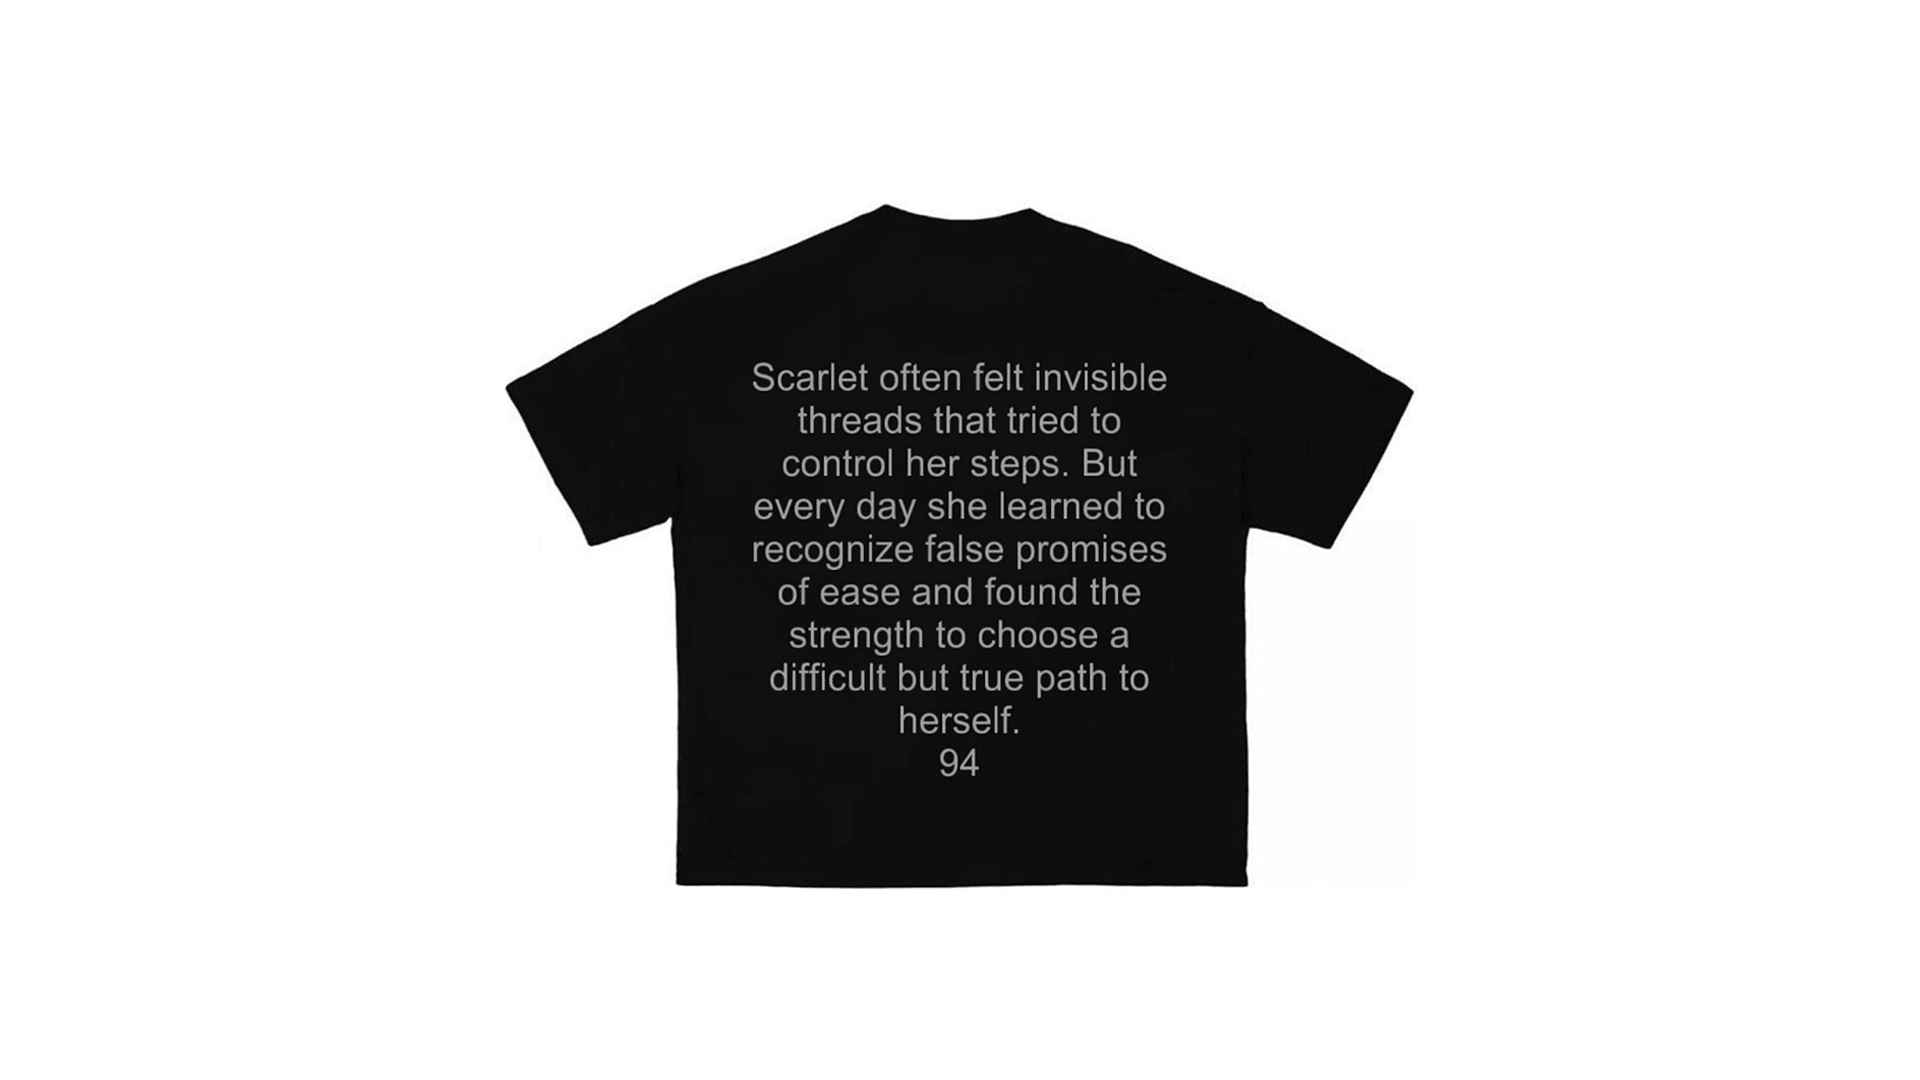 Scarlet often felt invisible
threads that tried to
control her steps. But
every day she learned to
recognize false promises
of ease and found the
strength to choose a
difficult but true path to
herself.
94